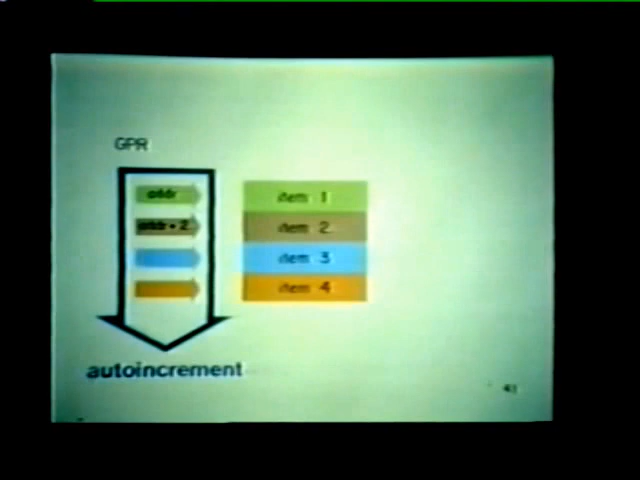 GPR
addr
item 1
addr + 2
item 2
item 3
item 4
autoincrement